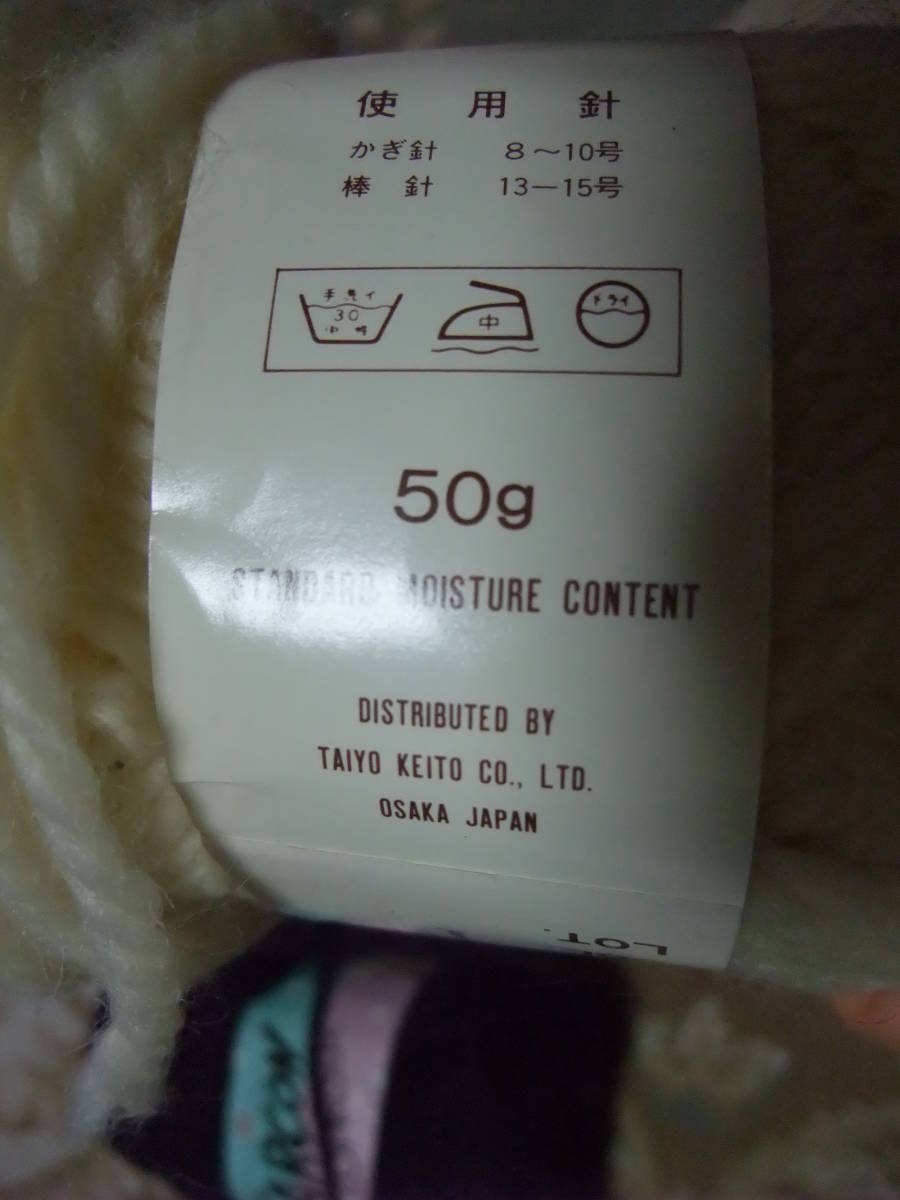 使用針
かぎ針 8〜10号
棒針 13―15号
手洗イ
30
中性
中
ドライ
50g
STANDARD MOISTURE CONTENT
DISTRIBUTED BY
TAIYO KEITO CO., LTD.
OSAKA JAPAN
LOT.